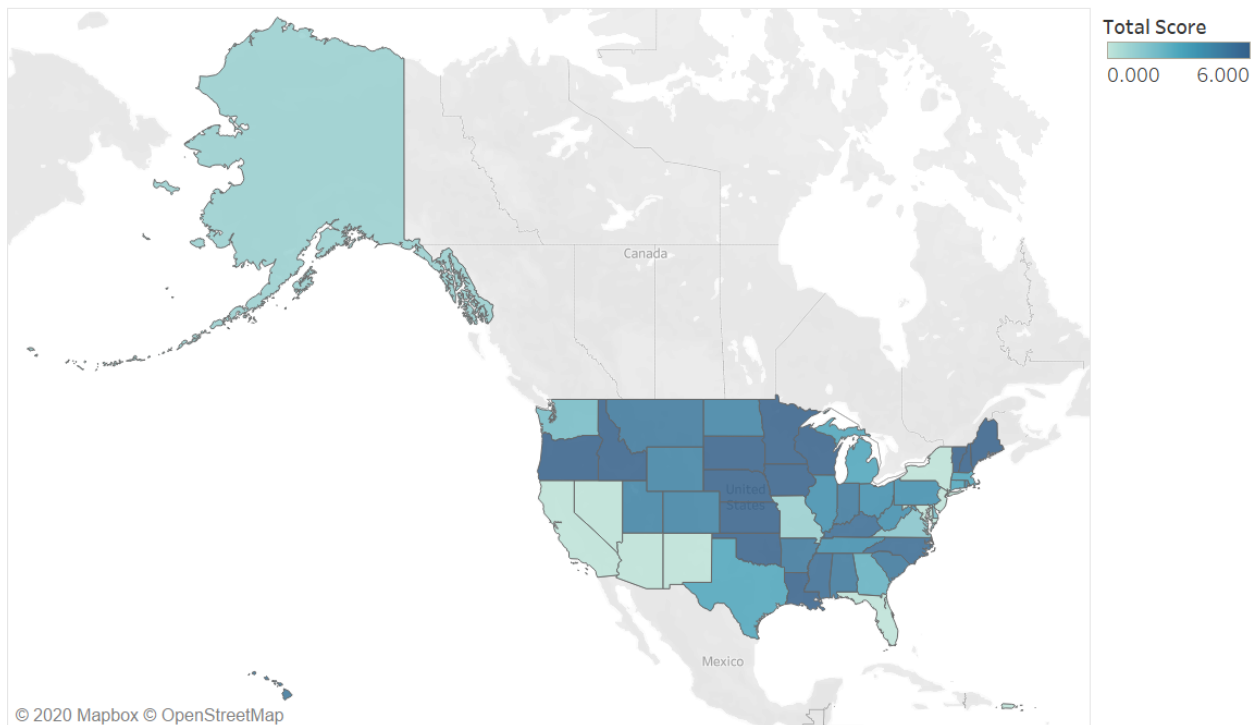 Total Score
0.000 6.000
Canada
United
States
Mexico
© 2020 Mapbox © OpenStreetMap